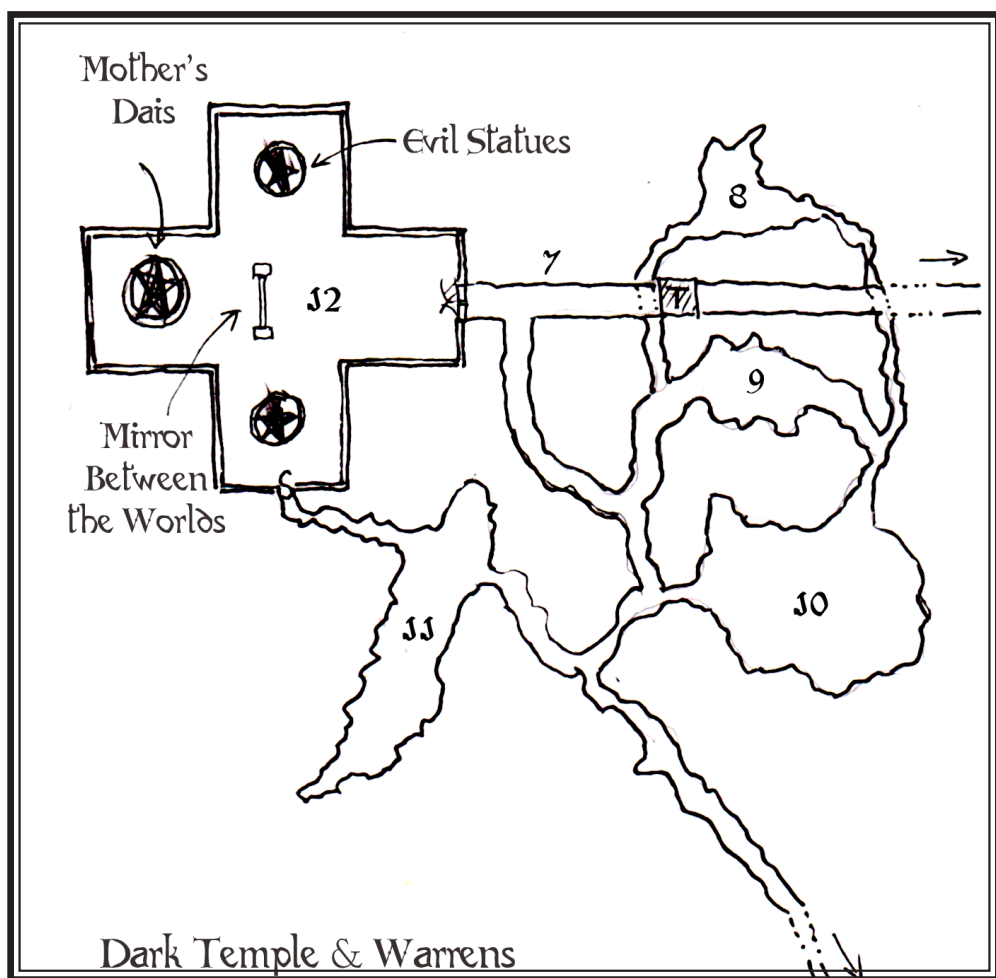 Mother's
Dais
Evil Statues
8
7
T
12
9
Mirror
Between
the Worlds
S
10
11
Dark Temple & Warrens